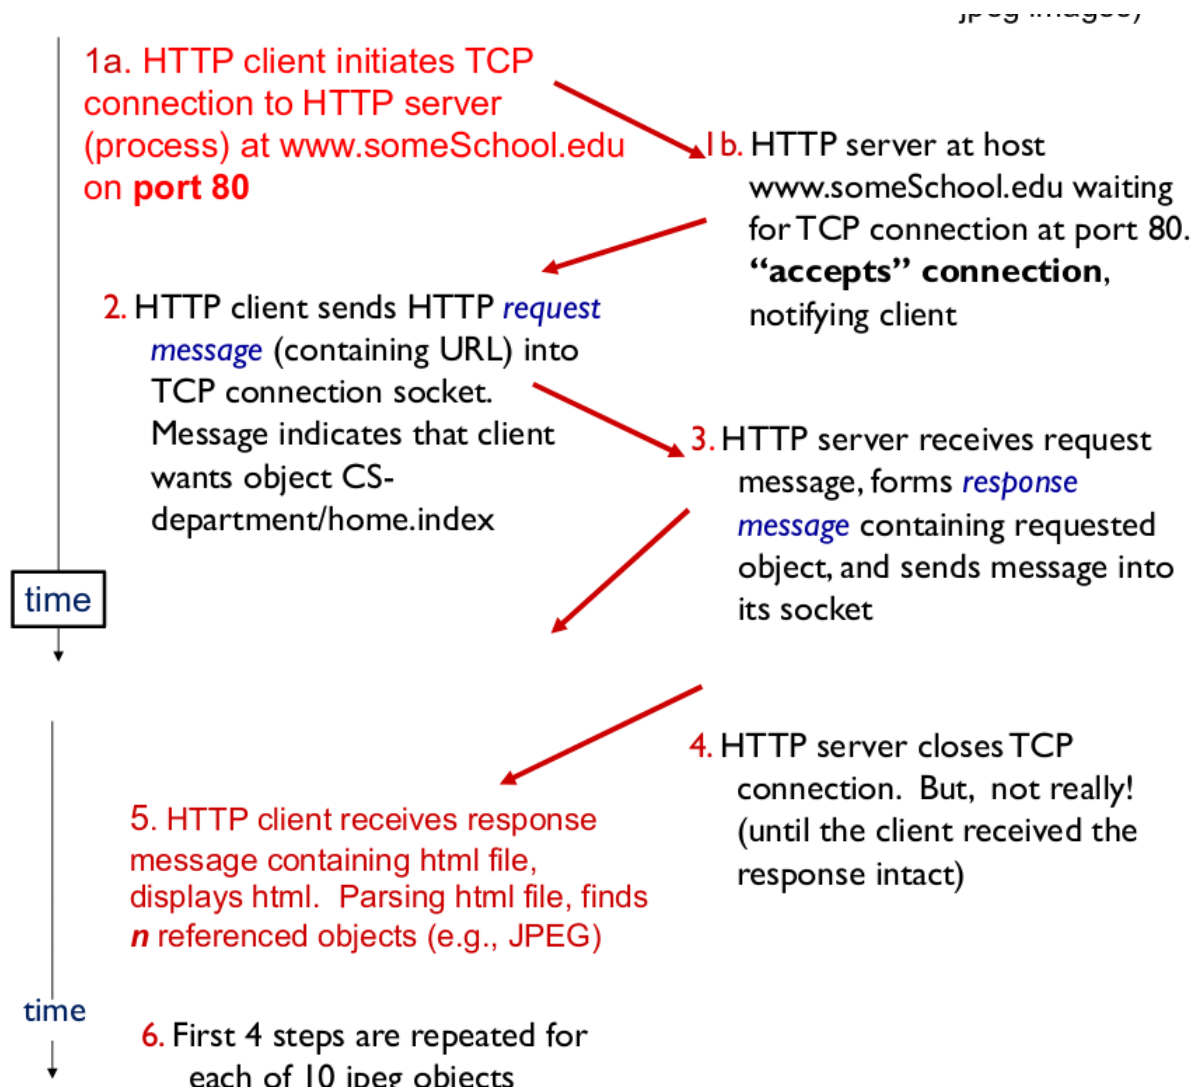 jpeg images)
1a. HTTP client initiates TCP
connection to HTTP server
(process) at www.someSchool.edu
on port 80
1b. HTTP server at host
www.someSchool.edu waiting
for TCP connection at port 80.
“accepts” connection,
notifying client
2. HTTP client sends HTTP request
message (containing URL) into
TCP connection socket.
Message indicates that client
wants object CS-
department/home.index
3. HTTP server receives request
message, forms response
message containing requested
object, and sends message into
its socket
time
4. HTTP server closes TCP
connection. But, not really!
(until the client received the
response intact)
5. HTTP client receives response
message containing html file,
displays html. Parsing html file, finds
n referenced objects (e.g., JPEG)
time
6. First 4 steps are repeated for
each of 10 jpeg objects